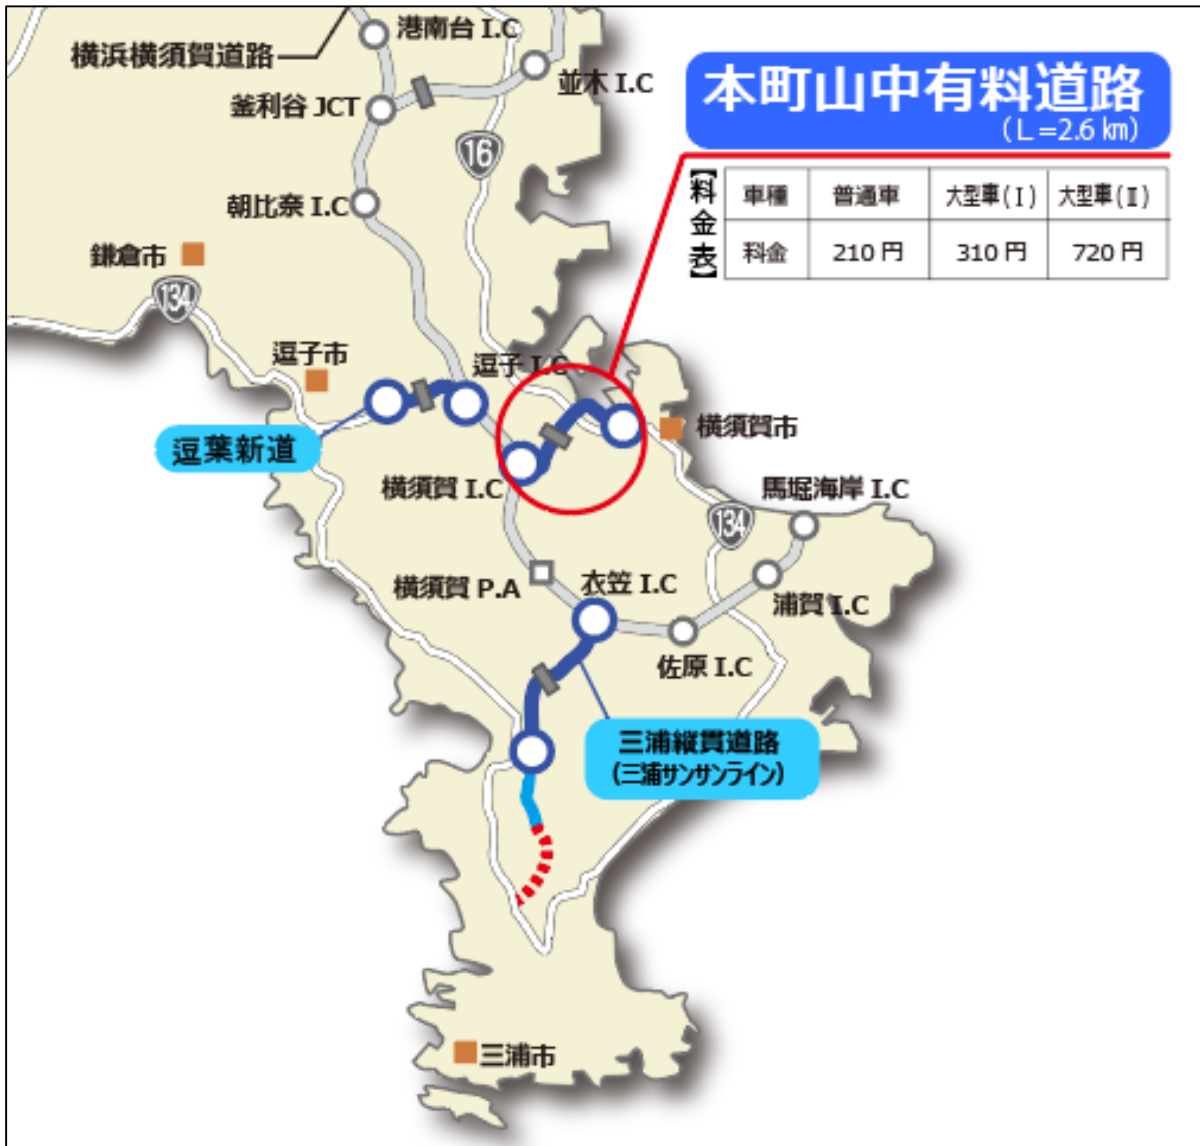 港南台 I.C
横浜横須賀道路
並木 I.C
釜利谷 JCT
本町山中有料道路
(L=2.6 ㎞)
16
【料金表】
車種 普通車 大型車(Ⅰ) 大型車(Ⅱ)
料金 210 円 310 円 720 円
朝比奈 I.C
鎌倉市
134
逗子市
逗子 I.C
逗葉新道
横須賀市
横須賀 I.C
馬堀海岸 I.C
134
横須賀 P.A
衣笠 I.C
浦賀 I.C
佐原 I.C
三浦縦貫道路
(三浦サンサンライン)
三浦市